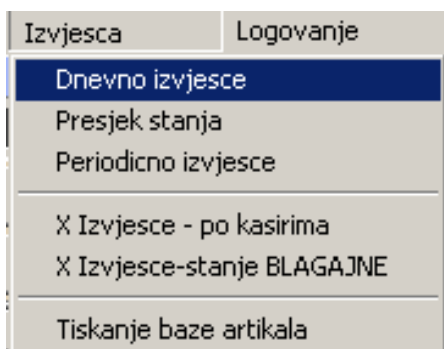 Izvjesca Logovanje
Dnevno izvjesce
Presjek stanja
Periodicno izvjesce
X Izvjesce - po kasirima
X Izvjesce-stanje BLAGAJNE
Tiskanje baze artikala